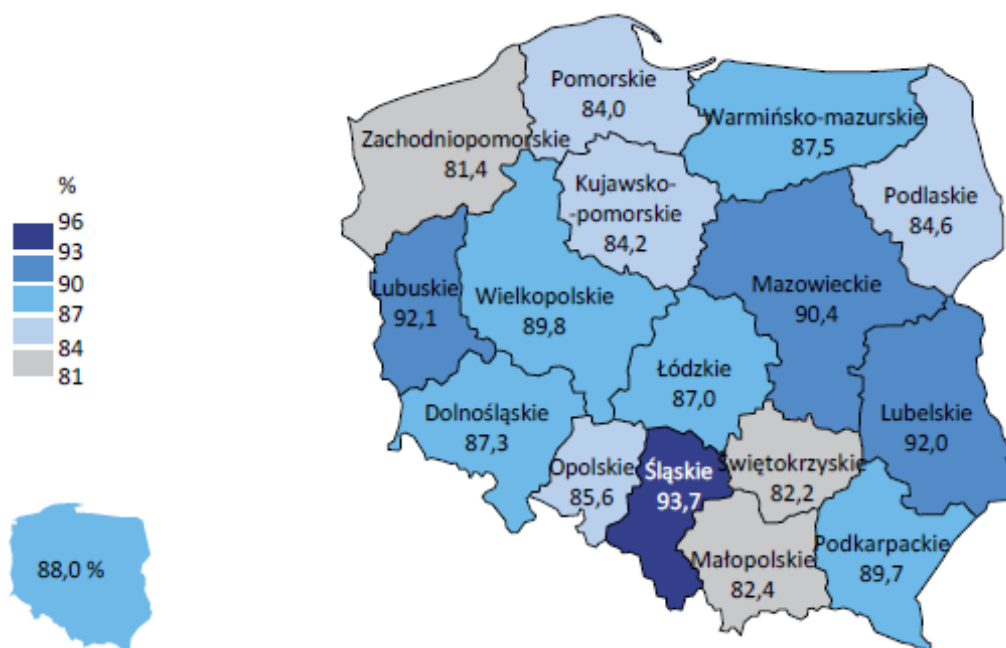 Pomorskie
84,0
Warmińsko-mazurskie
87,5
Zachodniopomorskie
81,4
Kujawsko-
-pomorskie
84,2
Podlaskie
84,6
%
96
93
90
87
84
81
Lubuskie
92,1
Wielkopolskie
89,8
Mazowieckie
90,4
Łódzkie
87,0
Dolnośląskie
87,3
Lubelskie
92,0
Opolskie
85,6
Śląskie
93,7
Świętokrzyskie
82,2
Małopolskie
82,4
Podkarpackie
89,7
88,0 %